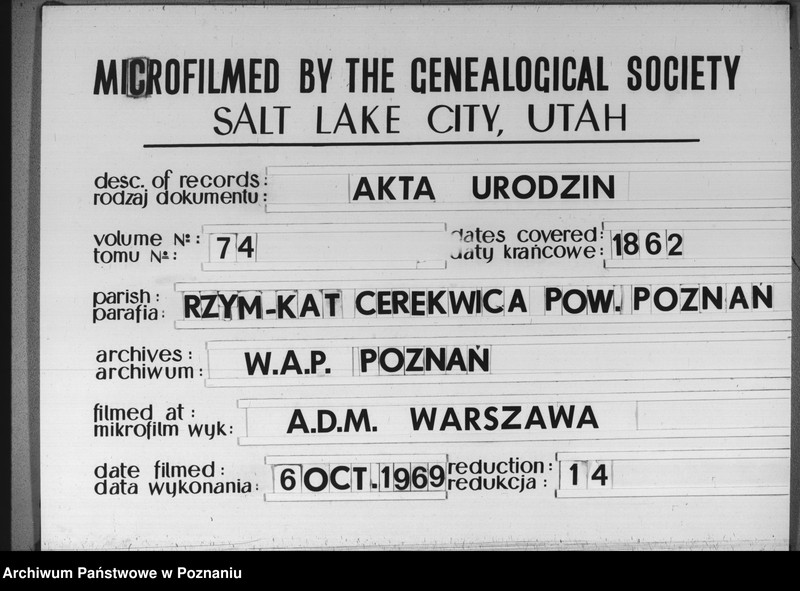 MICROFILMED BY THE GENEALOGICAL SOCIETY
SALT LAKE CITY, UTAH
desc. of records: AKTA URODZIN
rodzaj dokumentu:
volume №: 74 dates covered: 1862
tomu №: daty krańcowe:
parish: RZYM-KAT CEREKWICA POW. POZNAŃ
parafia:
archives: W.A.P. POZNAŃ
archiwum:
filmed at: A.D.M. WARSZAWA
mikrofilm wyk:
date filmed: 6 OCT. 1969 reduction: 14
data wykonania: redukcja:
Archiwum Państwowe w Poznaniu